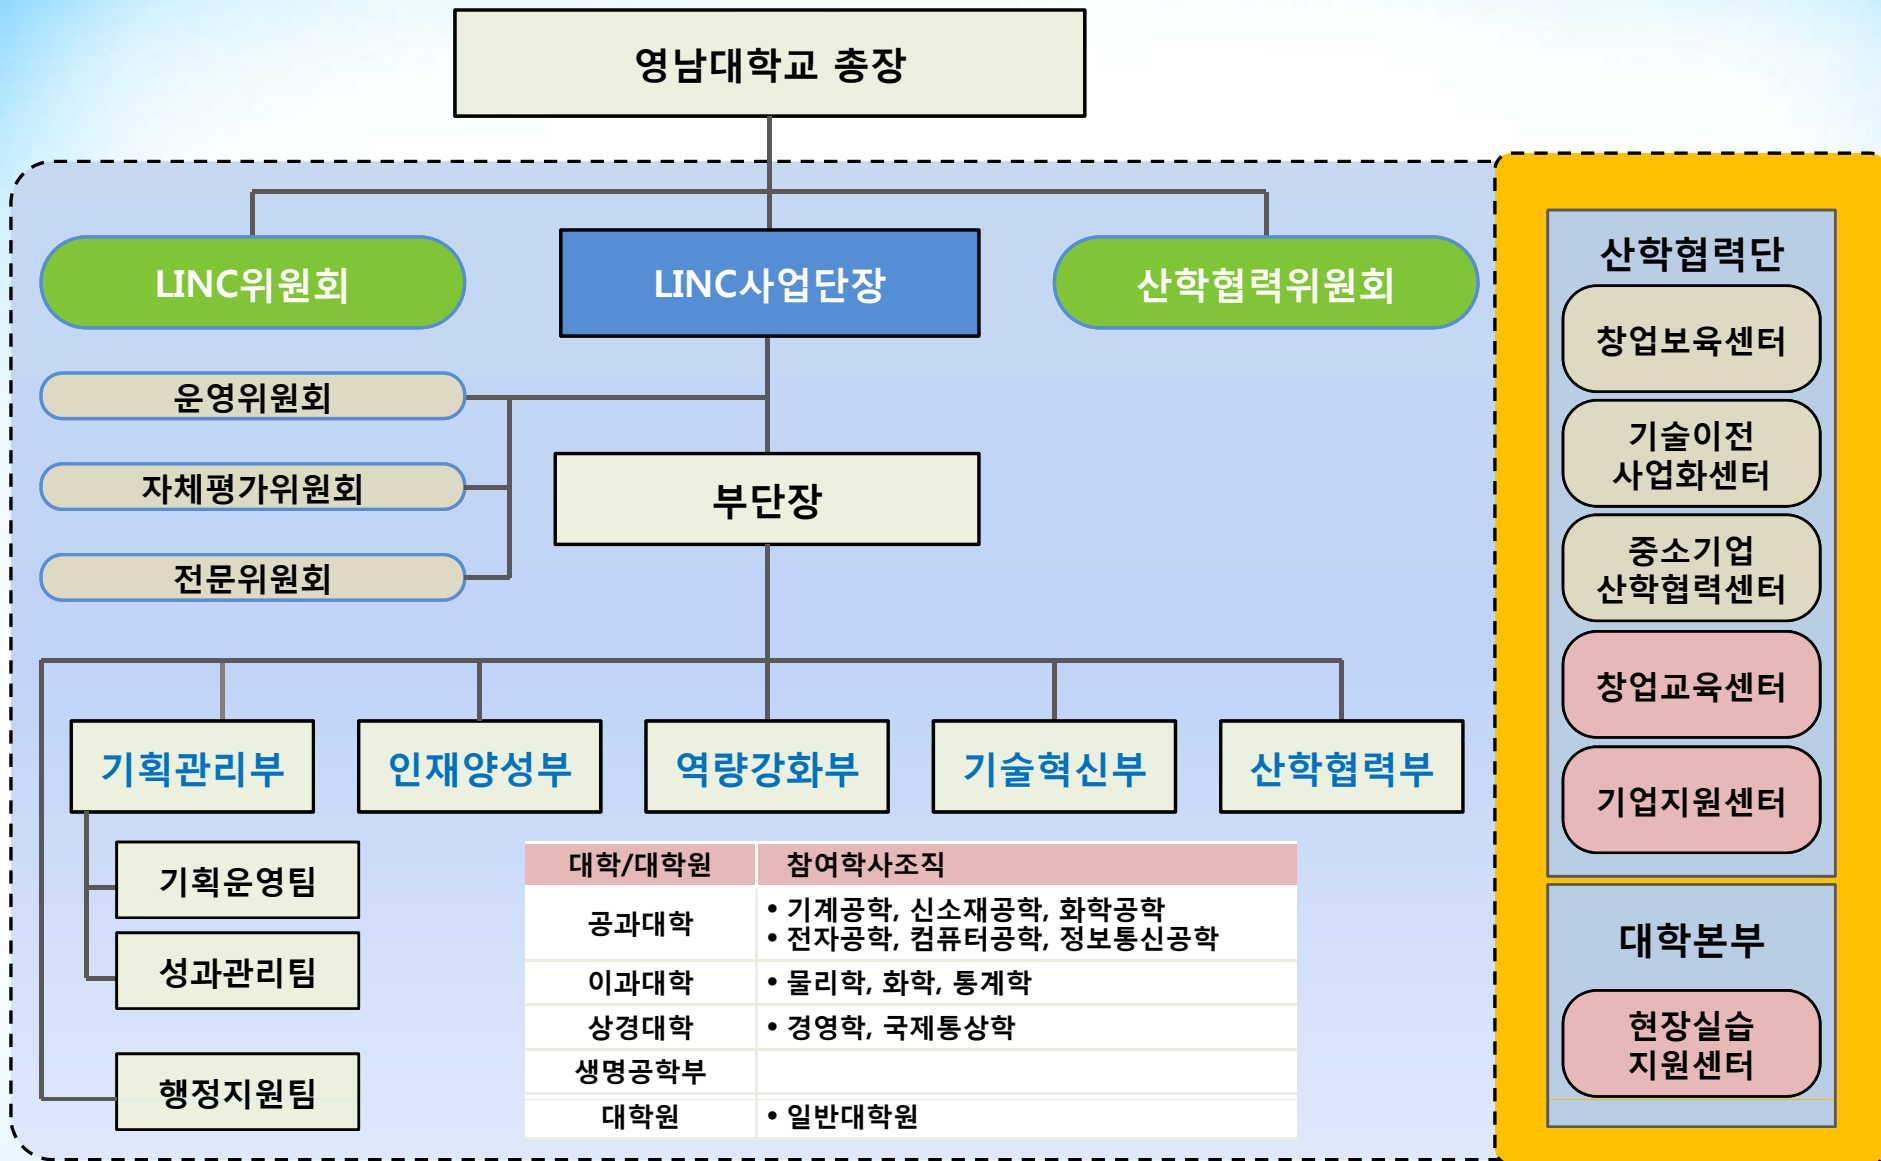 영남대학교 총장
LINC위원회
LINC사업단장
산학협력위원회
운영위원회
자체평가위원회
전문위원회
부단장
기획관리부
인재양성부
역량강화부
기술혁신부
산학협력부
기획운영팀
성과관리팀
행정지원팀
대학/대학원 참여학사조직
공과대학
• 기계공학, 신소재공학, 화학공학
• 전자공학, 컴퓨터공학, 정보통신공학
이과대학 • 물리학, 화학, 통계학
상경대학 • 경영학, 국제통상학
생명공학부
대학원 • 일반대학원
산학협력단
창업보육센터
기술이전
사업화센터
중소기업
산학협력센터
창업교육센터
기업지원센터
대학본부
현장실습
지원센터